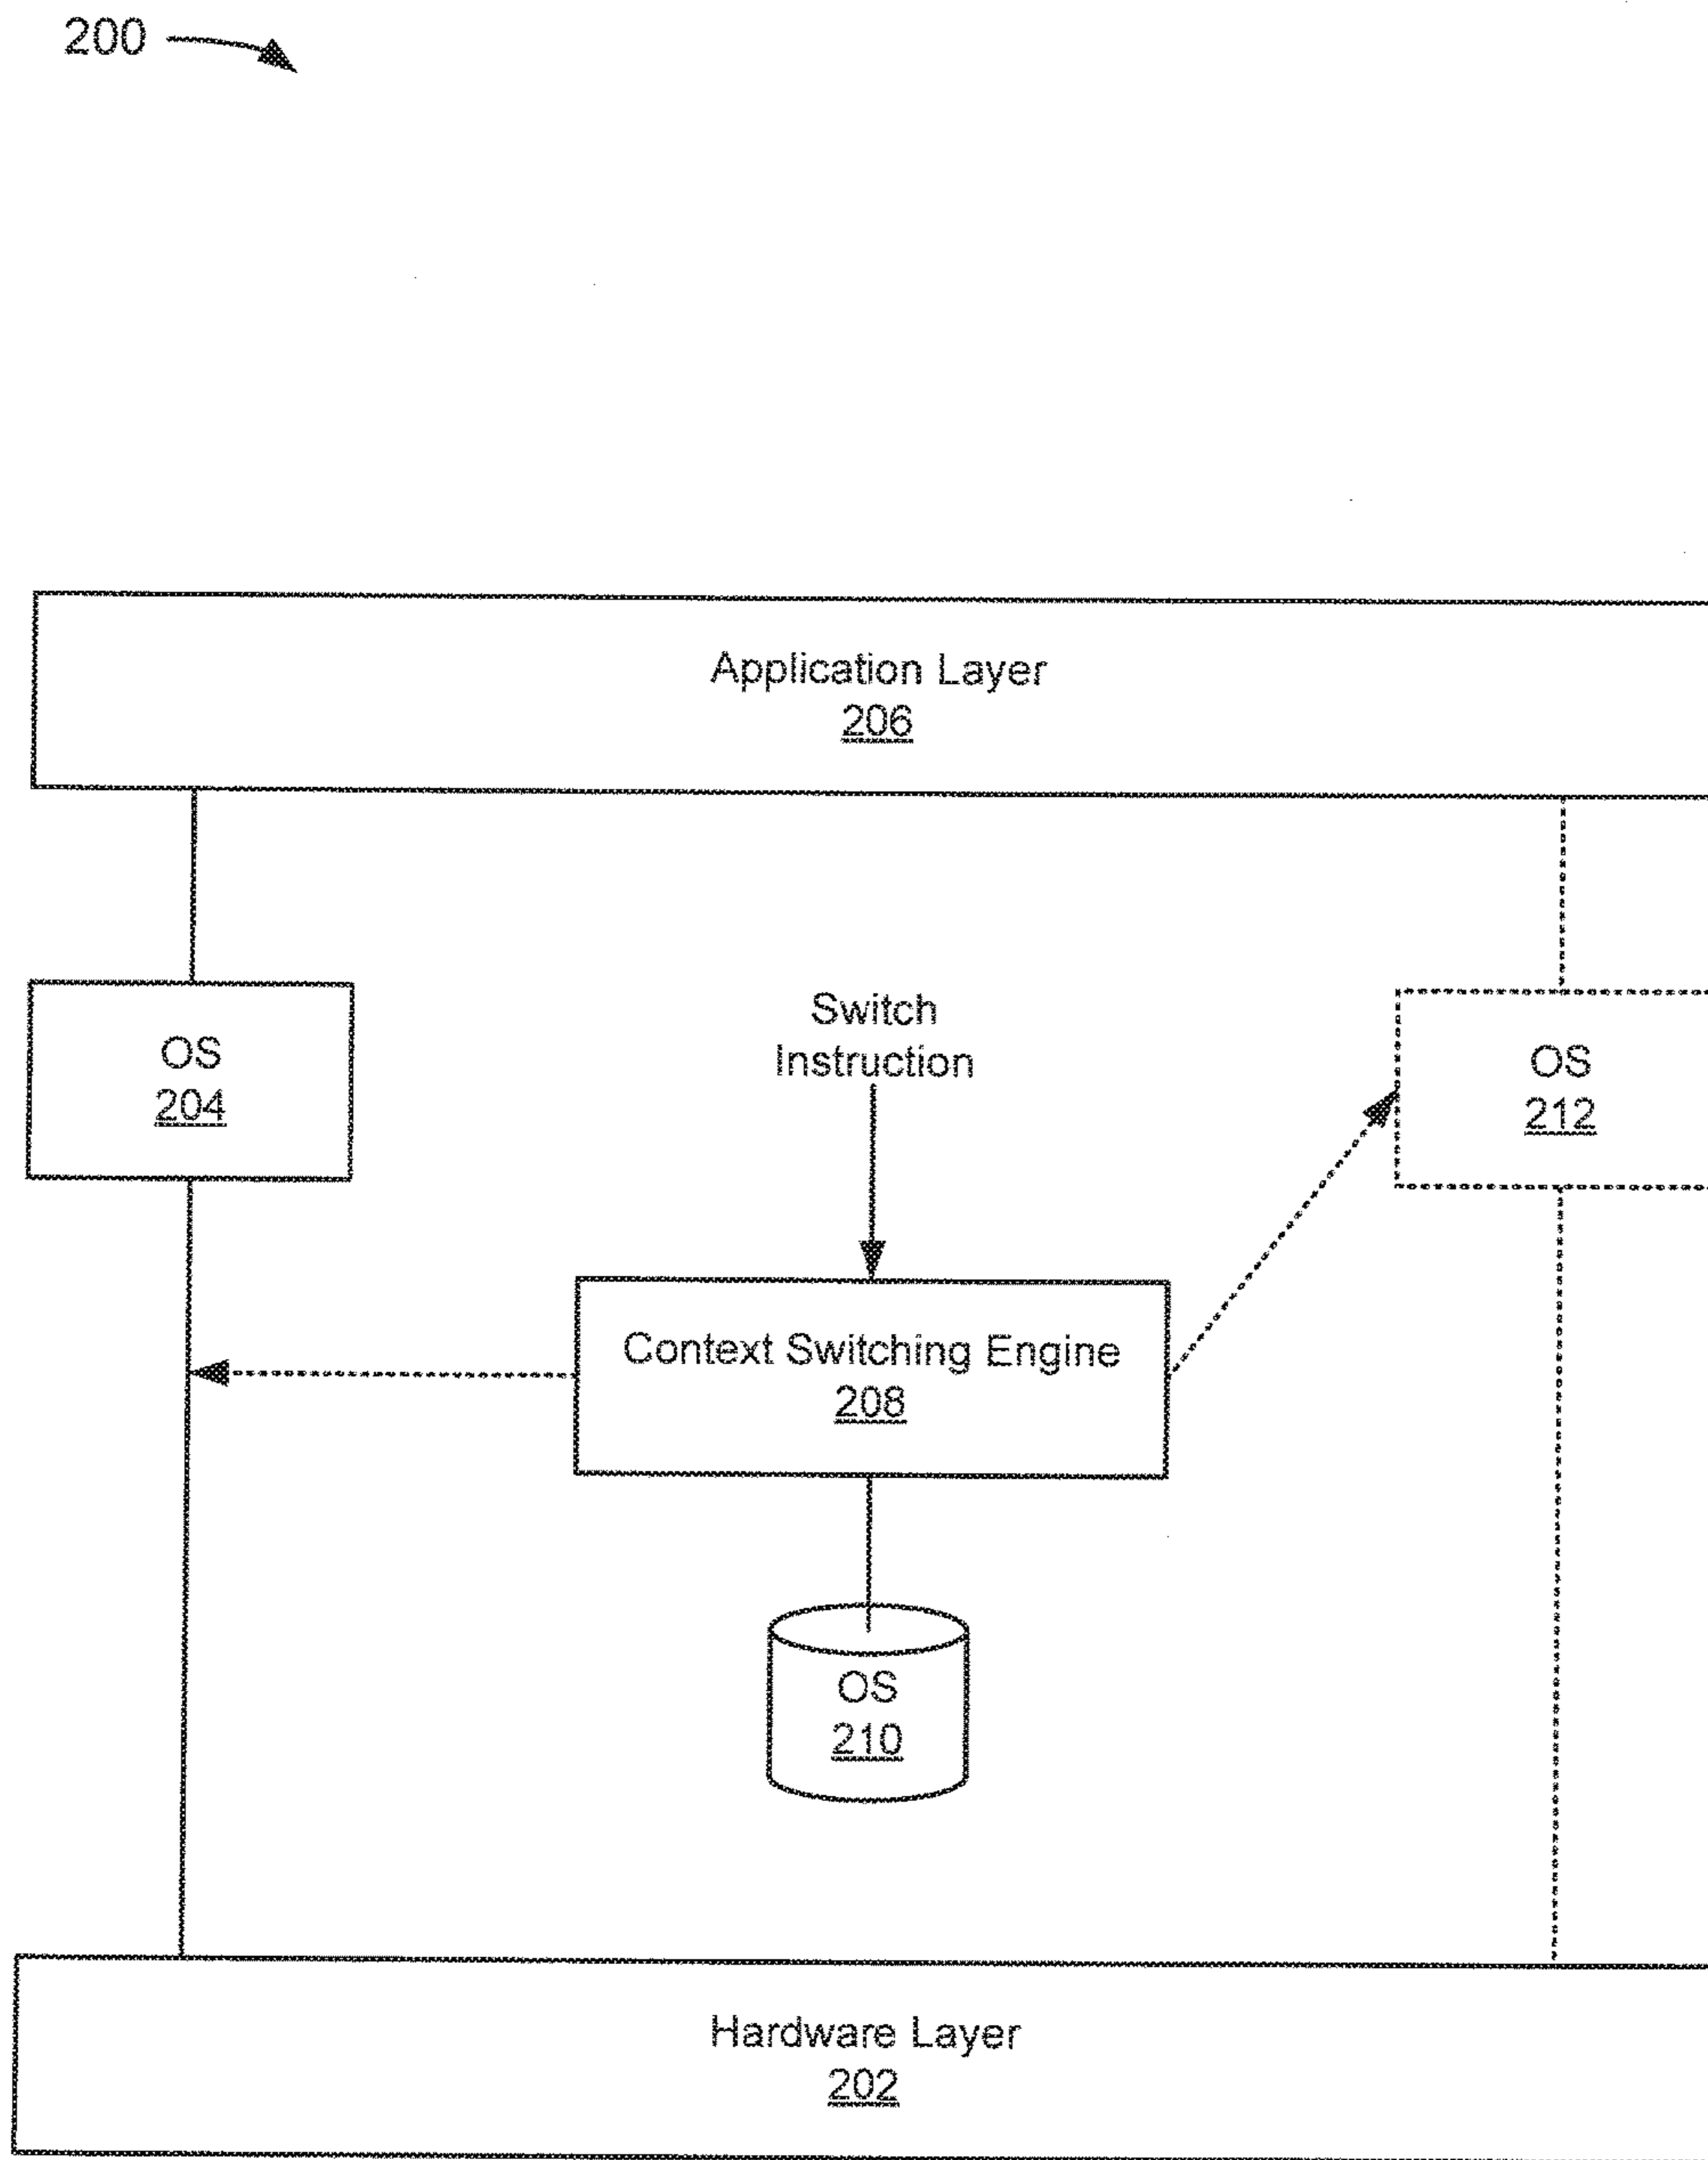 200
Application Layer
206
OS
204
Switch
Instruction
OS
212
Context Switching Engine
208
OS
210
Hardware Layer
202